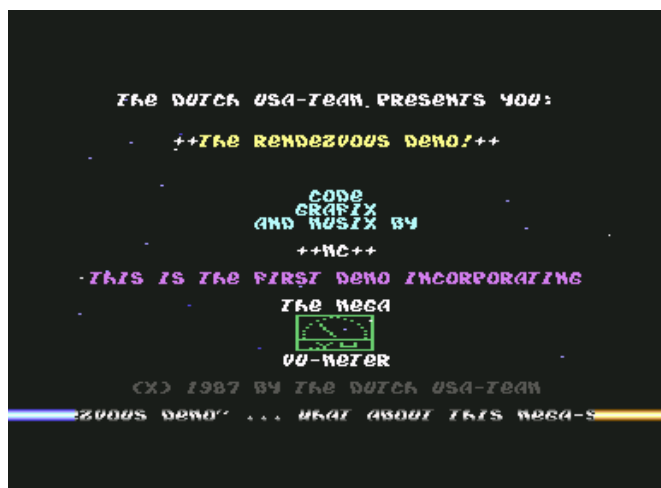 THE DUTCH USA-TEAM PRESENTS YOU:
++THE RENDEZVOUS DEMO!++
CODE
GRAFIX
AND MUSIX BY
++MC++
THIS IS THE FIRST DEMO INCORPORATING
THE MEGA
VU-METER
(X) 1987 BY THE DUTCH USA-TEAM
EZVOUS DEMO" ... WHAT ABOUT THIS MEGA-S